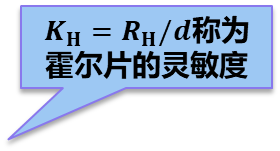 K_H = R_H/d称为
霍尔片的灵敏度